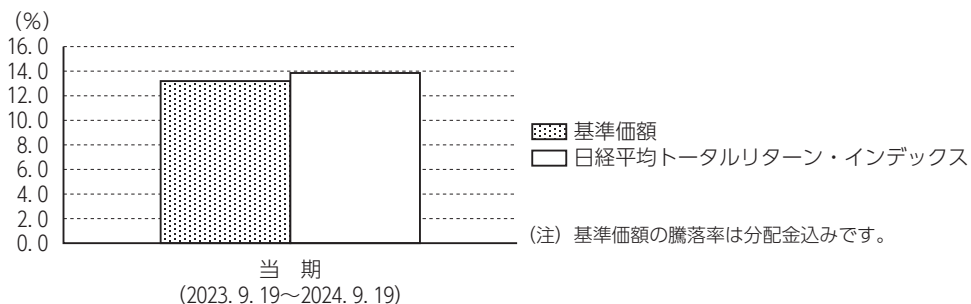 (%)
16.0
14.0
12.0
10.0
8.0
6.0
4.0
2.0
0.0
基準価額
日経平均トータルリターン・インデックス
(注) 基準価額の騰落率は分配金込みです。
当 期
(2023. 9. 19~2024. 9. 19)